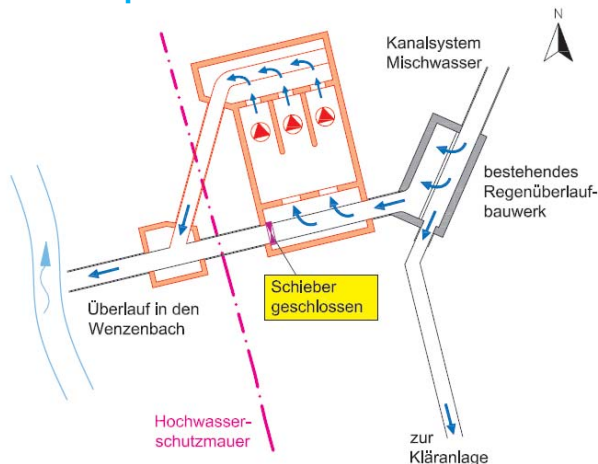 N
Kanalsystem
Mischwasser
bestehendes
Regenüberlauf-
bauwerk
Schieber
geschlossen
Überlauf in den
Wenzenbach
Hochwasser-
schutzmauer
zur
Kläranlage